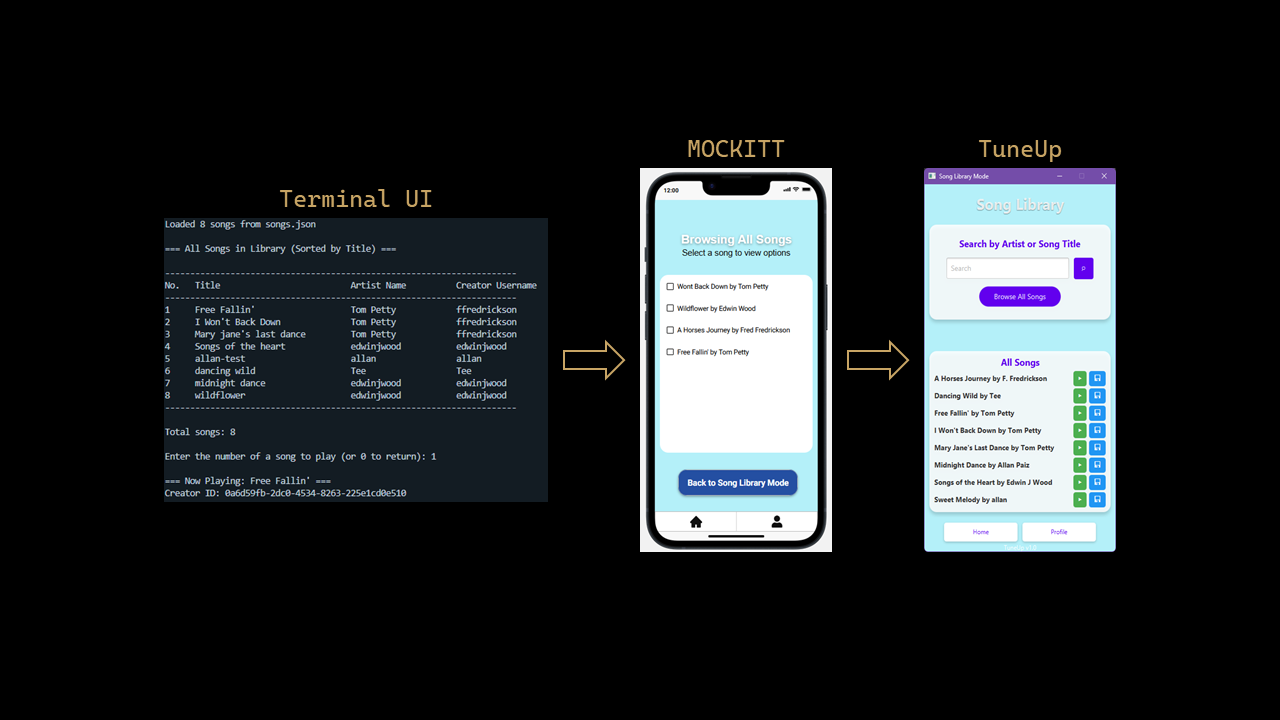 Terminal UI
Loaded 8 songs from songs.json
=== All Songs in Library (Sorted by Title) ===
No. Title Artist Name Creator Username
1 Free Fallin' Tom Petty ffredrickson
2 I Won't Back Down Tom Petty ffredrickson
3 Mary jane's last dance Tom Petty ffredrickson
4 Songs of the heart edwinjwood edwinjwood
5 allan-test allan allan
6 dancing wild Tee Tee
7 midnight dance edwinjwood edwinjwood
8 wildflower edwinjwood edwinjwood
Total songs: 8
Enter the number of a song to play (or 0 to return): 1
=== Now Playing: Free Fallin' ===
Creator ID: 0a6d59fb-2dc0-4534-8263-225e1cd0e510
MOCKITT
12:00
Browsing All Songs
Select a song to view options
Wont Back Down by Tom Petty
Wildflower by Edwin Wood
A Horses Journey by Fred Fredrickson
Free Fallin' by Tom Petty
Back to Song Library Mode
TuneUp
Song Library Mode
Song Library
Search by Artist or Song Title
Search
Browse All Songs
All Songs
A Horses Journey by F. Fredrickson
Dancing Wild by Tee
Free Fallin' by Tom Petty
I Won't Back Down by Tom Petty
Mary Jane's Last Dance by Tom Petty
Midnight Dance by Allan Paiz
Songs of the Heart by Edwin J Wood
Sweet Melody by allan
Home Profile